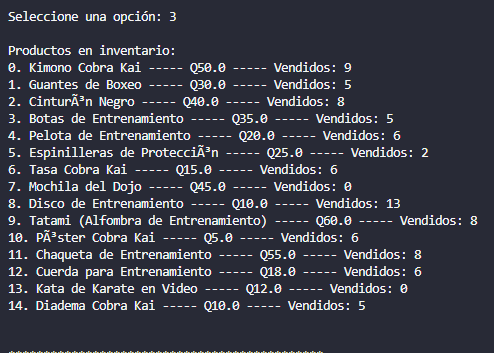 Seleccione una opción: 3
Productos en inventario:
0. Kimono Cobra Kai ----- Q50.0 ----- Vendidos: 9
1. Guantes de Boxeo ----- Q30.0 ----- Vendidos: 5
2. CinturÃ³n Negro ----- Q40.0 ----- Vendidos: 8
3. Botas de Entrenamiento ----- Q35.0 ----- Vendidos: 5
4. Pelota de Entrenamiento ----- Q20.0 ----- Vendidos: 6
5. Espinilleras de ProtecciÃ³n ----- Q25.0 ----- Vendidos: 2
6. Tasa Cobra Kai ----- Q15.0 ----- Vendidos: 6
7. Mochila del Dojo ----- Q45.0 ----- Vendidos: 0
8. Disco de Entrenamiento ----- Q10.0 ----- Vendidos: 13
9. Tatami (Alfombra de Entrenamiento) ----- Q60.0 ----- Vendidos: 8
10. PÃ³ster Cobra Kai ----- Q5.0 ----- Vendidos: 6
11. Chaqueta de Entrenamiento ----- Q55.0 ----- Vendidos: 8
12. Cuerda para Entrenamiento ----- Q18.0 ----- Vendidos: 6
13. Kata de Karate en Video ----- Q12.0 ----- Vendidos: 0
14. Diadema Cobra Kai ----- Q10.0 ----- Vendidos: 5